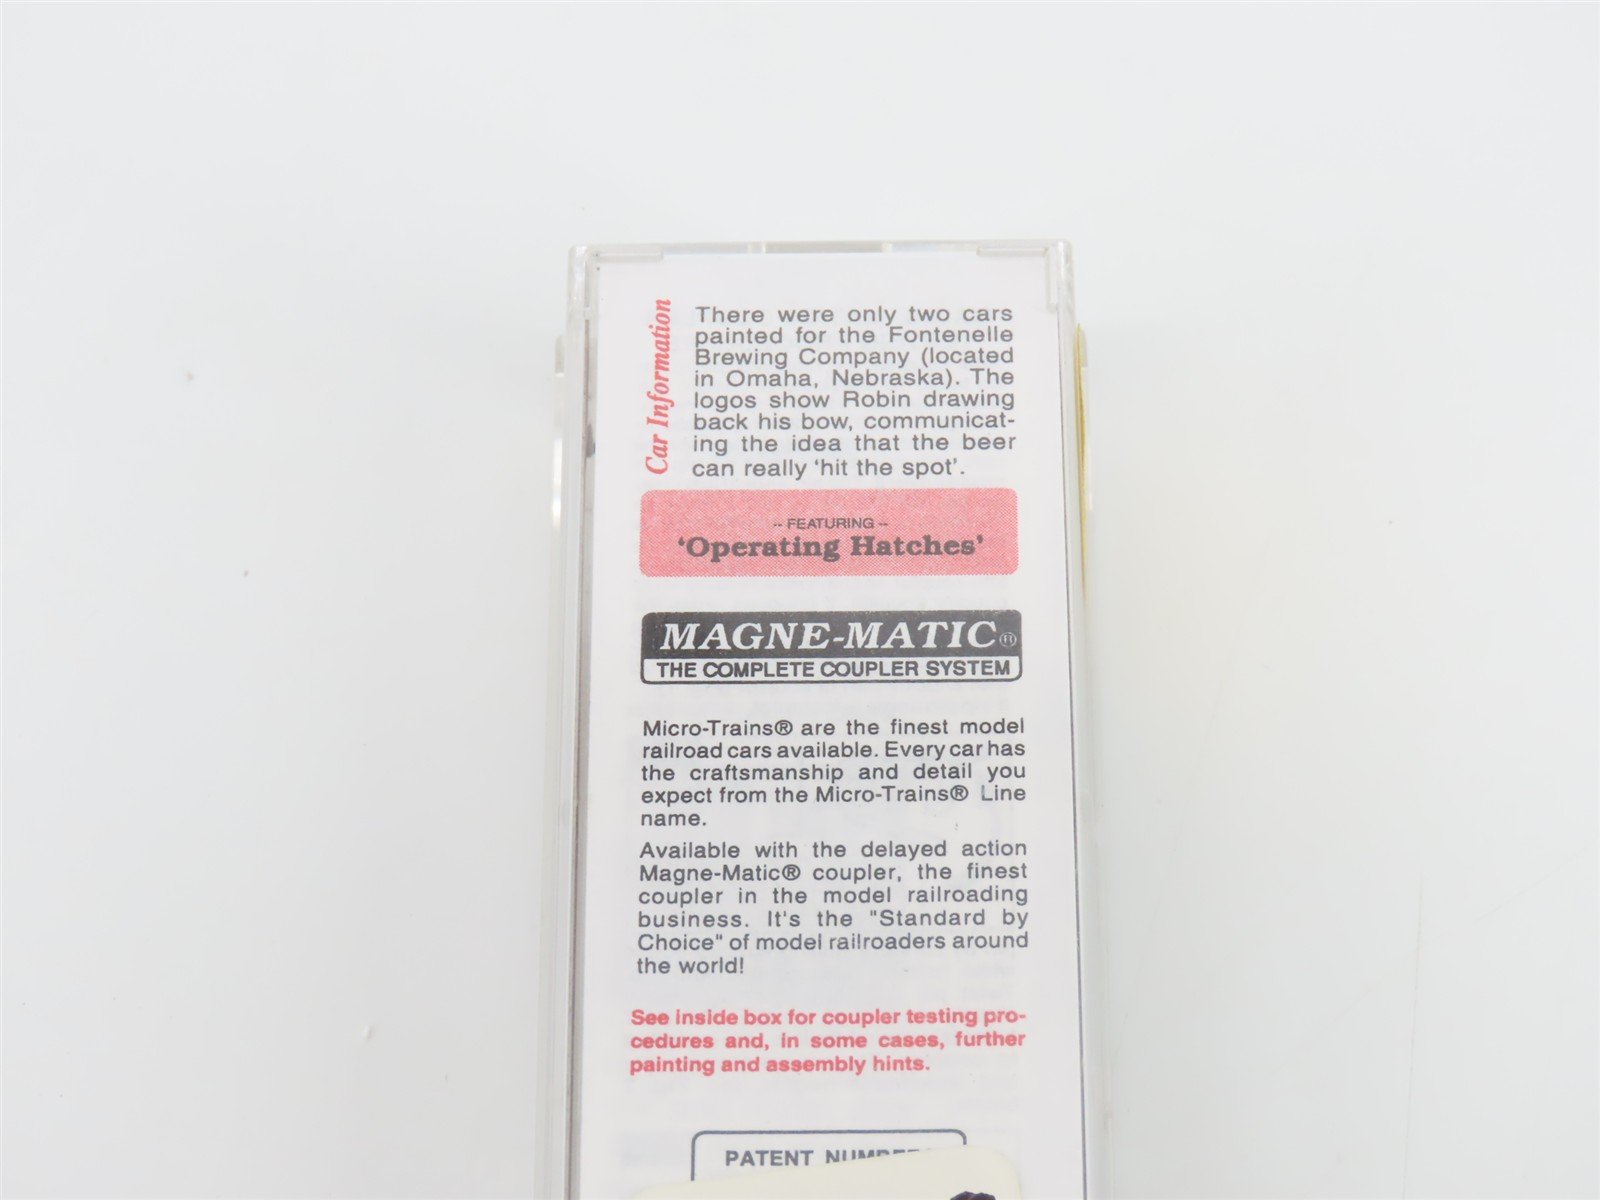 Car Information
There were only two cars
painted for the Fontenelle
Brewing Company (located
in Omaha, Nebraska). The
logos show Robin drawing
back his bow, communicat-
ing the idea that the beer
can really ‘hit the spot’.
-- FEATURING --
‘Operating Hatches’
MAGNE-MATIC®
THE COMPLETE COUPLER SYSTEM
Micro-Trains® are the finest model
railroad cars available. Every car has
the craftsmanship and detail you
expect from the Micro-Trains® Line
name.
Available with the delayed action
Magne-Matic® coupler, the finest
coupler in the model railroading
business. It's the "Standard by
Choice" of model railroaders around
the world!
See inside box for coupler testing pro-
cedures and, in some cases, further
painting and assembly hints.
PATENT